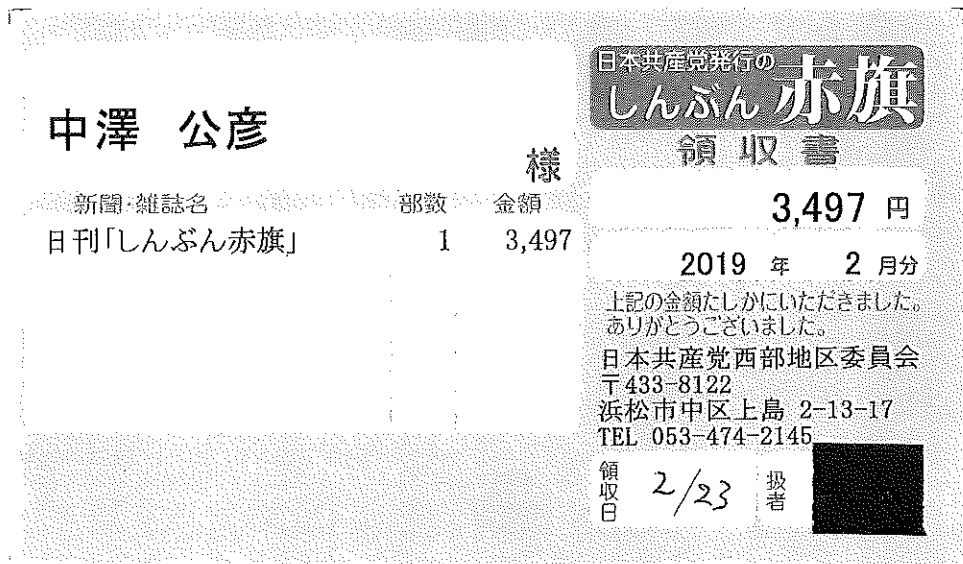 中澤 公彦 様
新聞・雑誌名 部数 金額
日刊「しんぶん赤旗」 1 3,497
日本共産党発行の
しんぶん赤旗
領収書
3,497 円
2019 年 2 月分
上記の金額たしかにいただきました。
ありがとうございました。
日本共産党西部地区委員会
〒433-8122
浜松市中区上島 2-13-17
TEL 053-474-2145
領収日 2/23 扱者